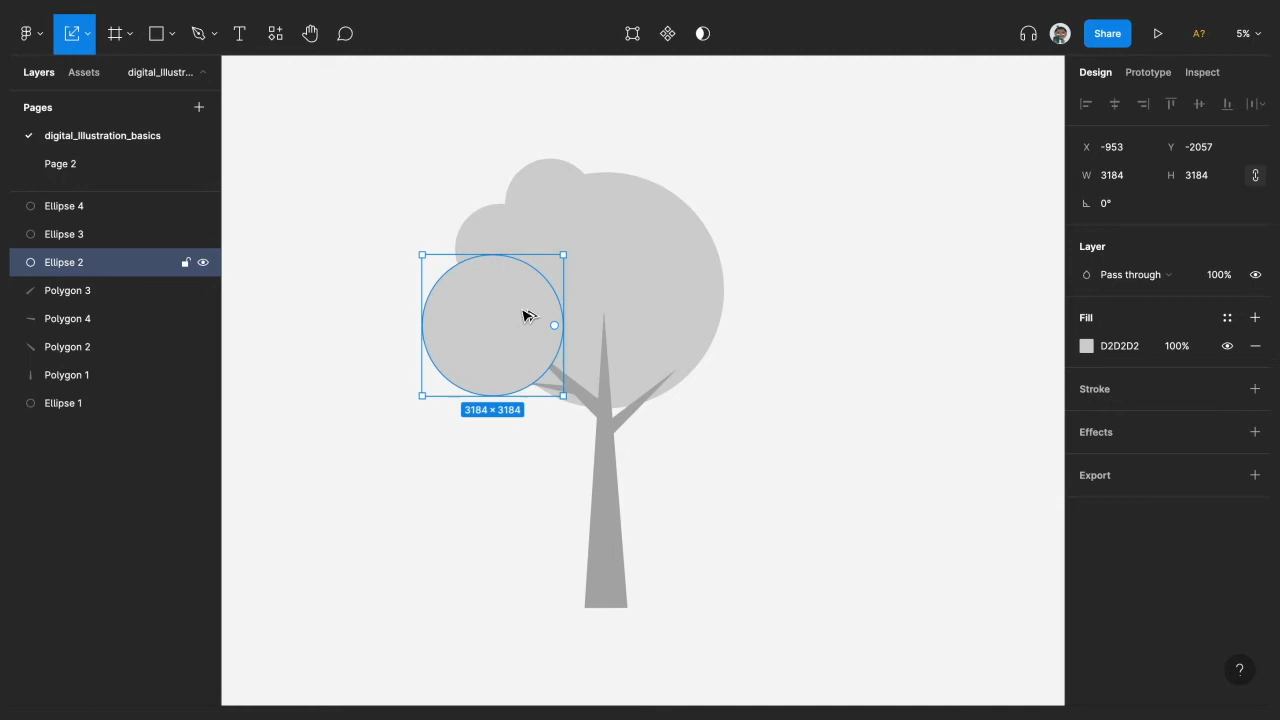 Share
A?
5%
Layers
Assets
digital_Illustr...
Design
Prototype
Inspect
Pages
digital_Illustration_basics
Page 2
Ellipse 4
Ellipse 3
Ellipse 2
Polygon 3
Polygon 4
Polygon 2
Polygon 1
Ellipse 1
3184 × 3184
X -953
Y -2057
W 3184
H 3184
0°
Layer
Pass through
100%
Fill
D2D2D2
100%
Stroke
Effects
Export
?